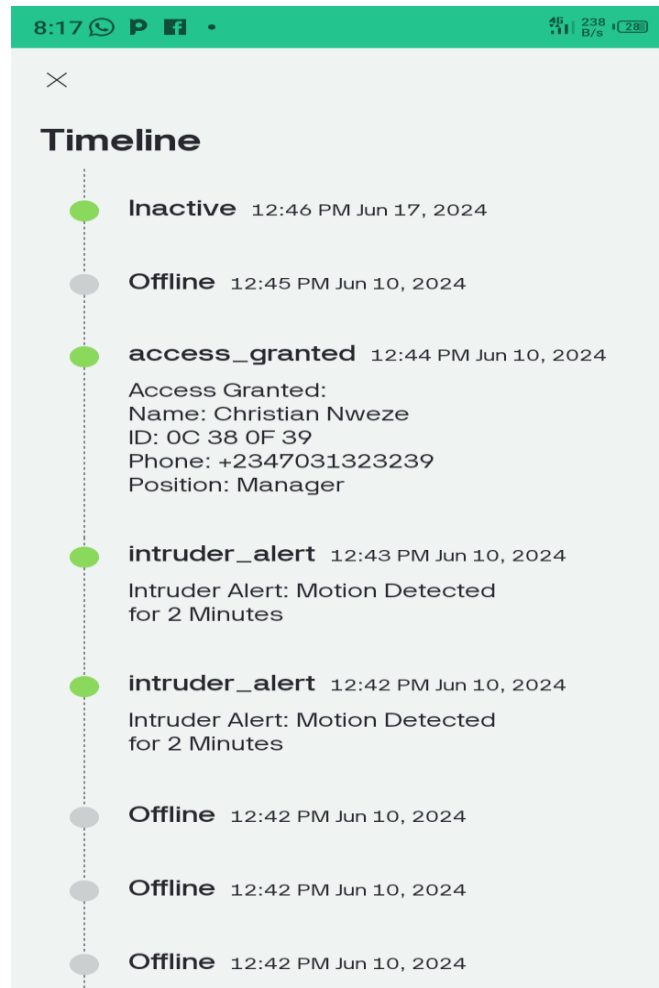 8:17 P f 4G 238 B/s 28
Timeline
Inactive 12:46 PM Jun 17, 2024
Offline 12:45 PM Jun 10, 2024
access_granted 12:44 PM Jun 10, 2024
Access Granted:
Name: Christian Nweze
ID: 0C 38 0F 39
Phone: +2347031323239
Position: Manager
intruder_alert 12:43 PM Jun 10, 2024
Intruder Alert: Motion Detected
for 2 Minutes
intruder_alert 12:42 PM Jun 10, 2024
Intruder Alert: Motion Detected
for 2 Minutes
Offline 12:42 PM Jun 10, 2024
Offline 12:42 PM Jun 10, 2024
Offline 12:42 PM Jun 10, 2024